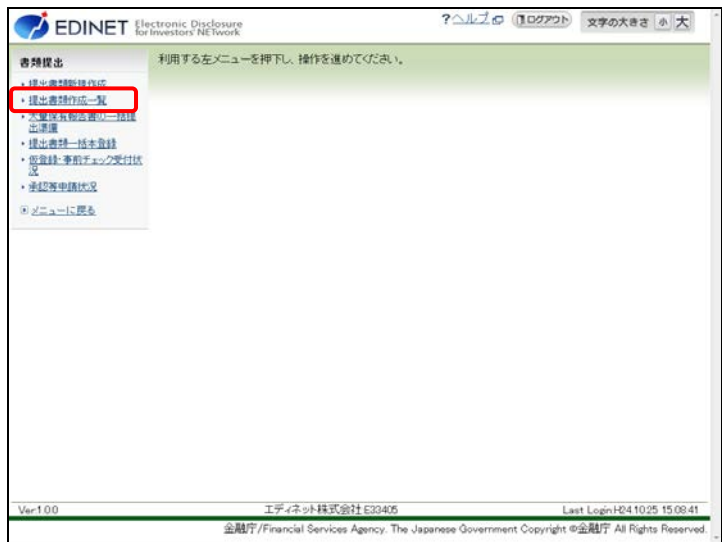 EDINET Electronic Disclosure
for Investors' NETwork
?ヘルプ ログアウト 文字の大きさ 小 大
書類提出
利用する左メニューを押下し、操作を進めてください。
提出書類新規作成
提出書類作成一覧
大量保有報告書の一括提
出準備
提出書類一括本登録
仮登録・事前チェック受付状
況
承認等申請状況
メニューに戻る
Ver.1.0.0 エディネット株式会社 E33405 Last Login:H24.10.25 15:08:41
金融庁/Financial Services Agency. The Japanese Government Copyright ©金融庁 All Rights Reserved.